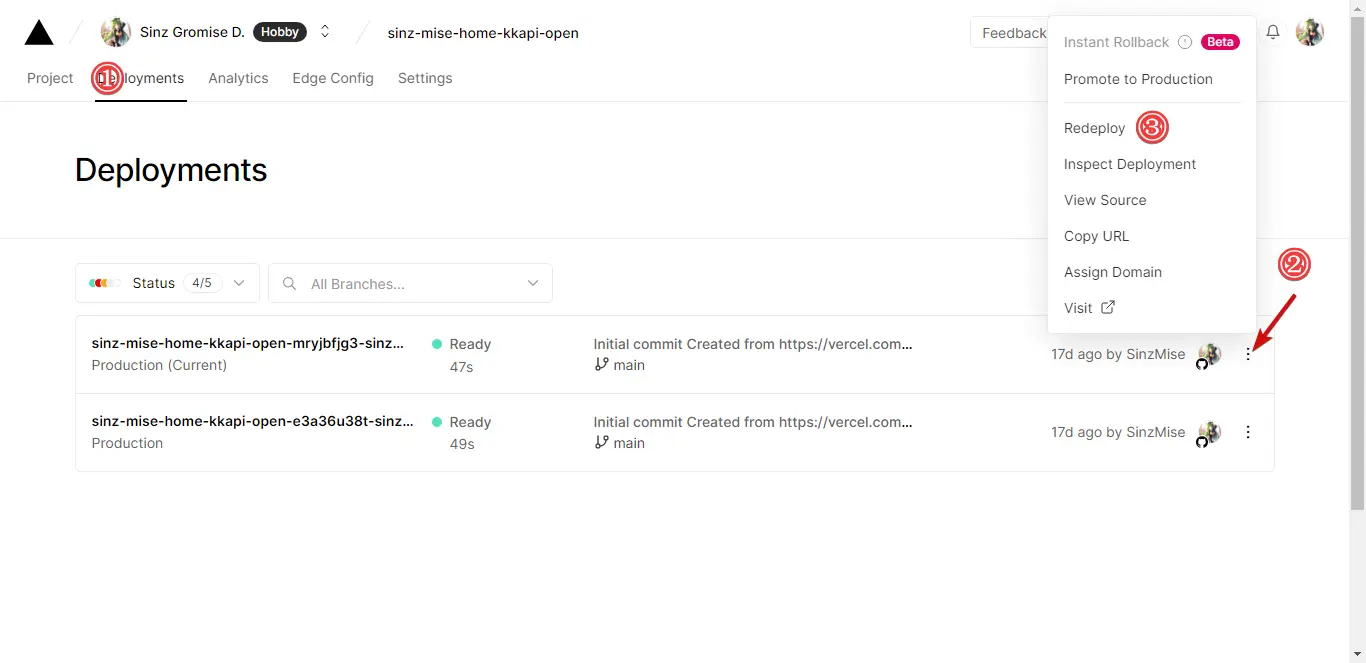 Sinz Gromise D. Hobby sinz-mise-home-kkapi-open Feedback
Project ① Deployments Analytics Edge Config Settings
Instant Rollback Beta
Promote to Production
Redeploy ③
Inspect Deployment
View Source
Copy URL
Assign Domain
Visit
②
Deployments
Status 4/5 All Branches...
sinz-mise-home-kkapi-open-mryjbfjg3-sinz... Ready Initial commit Created from https://vercel.com...
17d ago by SinzMise
Production (Current) 47s main
sinz-mise-home-kkapi-open-e3a36u38t-sinz... Ready Initial commit Created from https://vercel.com...
17d ago by SinzMise
Production 49s main